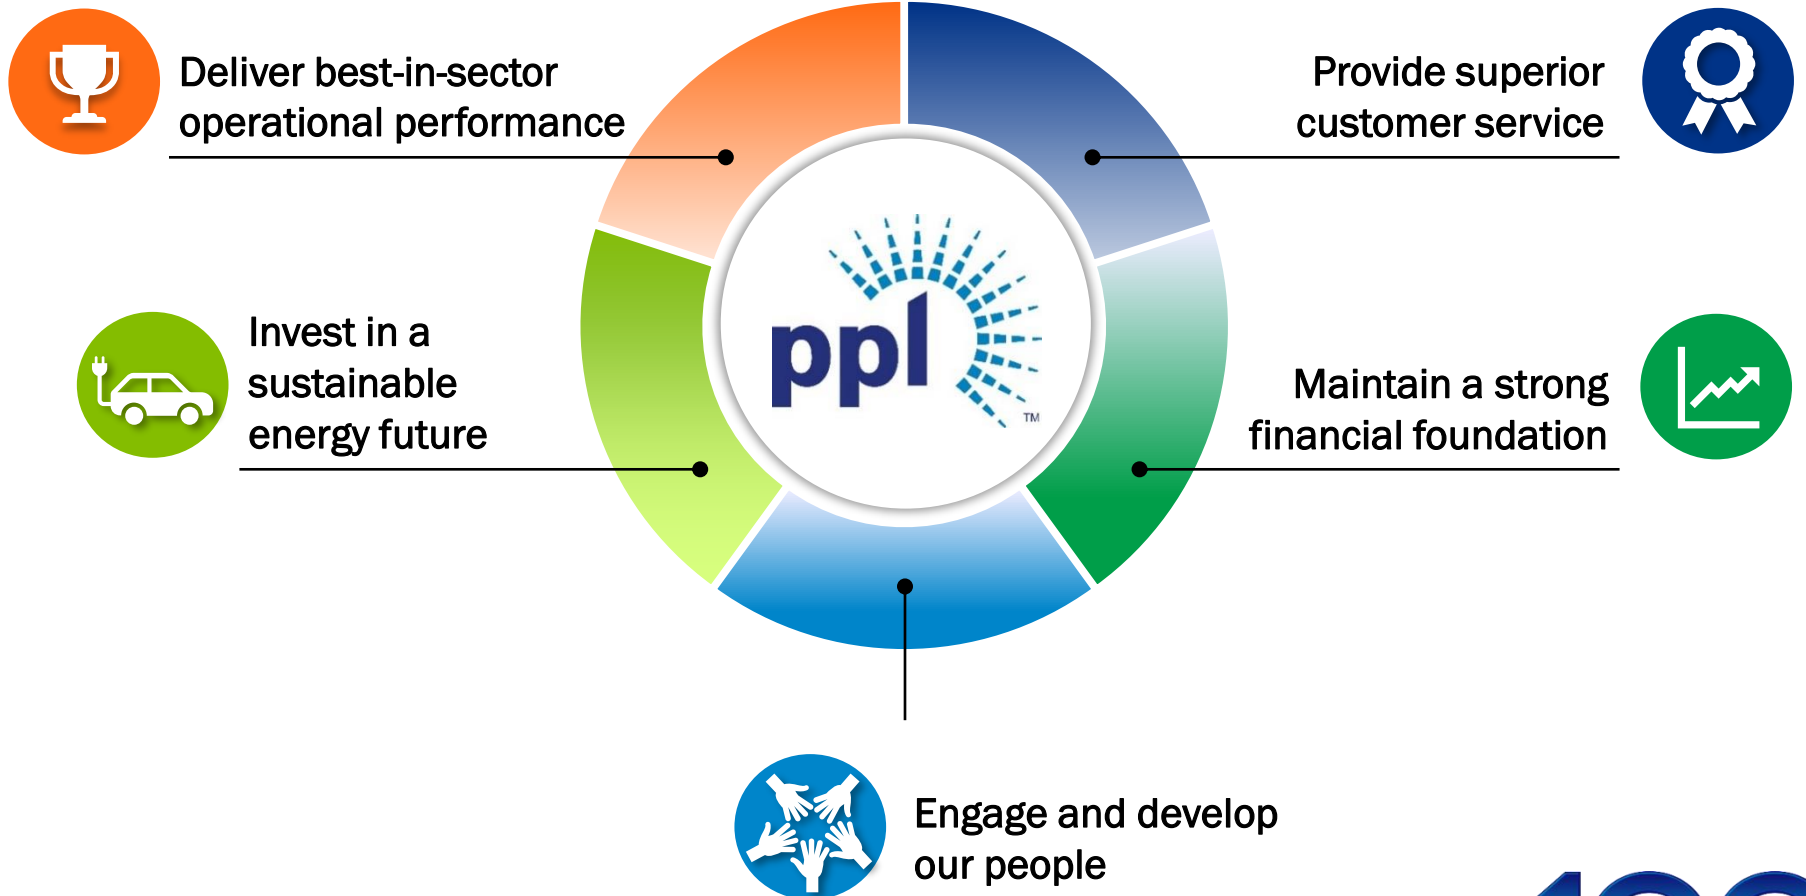 Deliver best-in-sector
operational performance
Provide superior
customer service
Invest in a
sustainable
energy future
ppl
TM
Maintain a strong
financial foundation
Engage and develop
our people